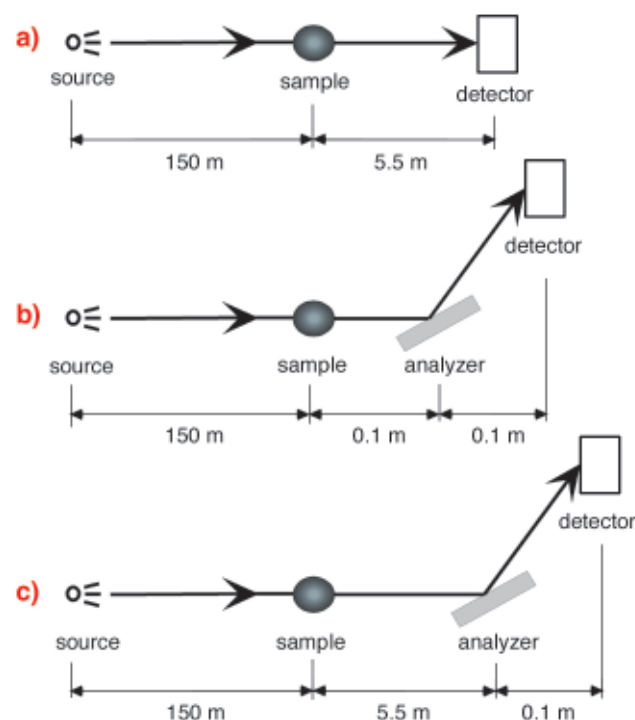 a)
source
sample
detector
150 m
5.5 m
detector
b)
source
sample
analyzer
150 m
0.1 m
0.1 m
detector
c)
source
sample
analyzer
150 m
5.5 m
0.1 m